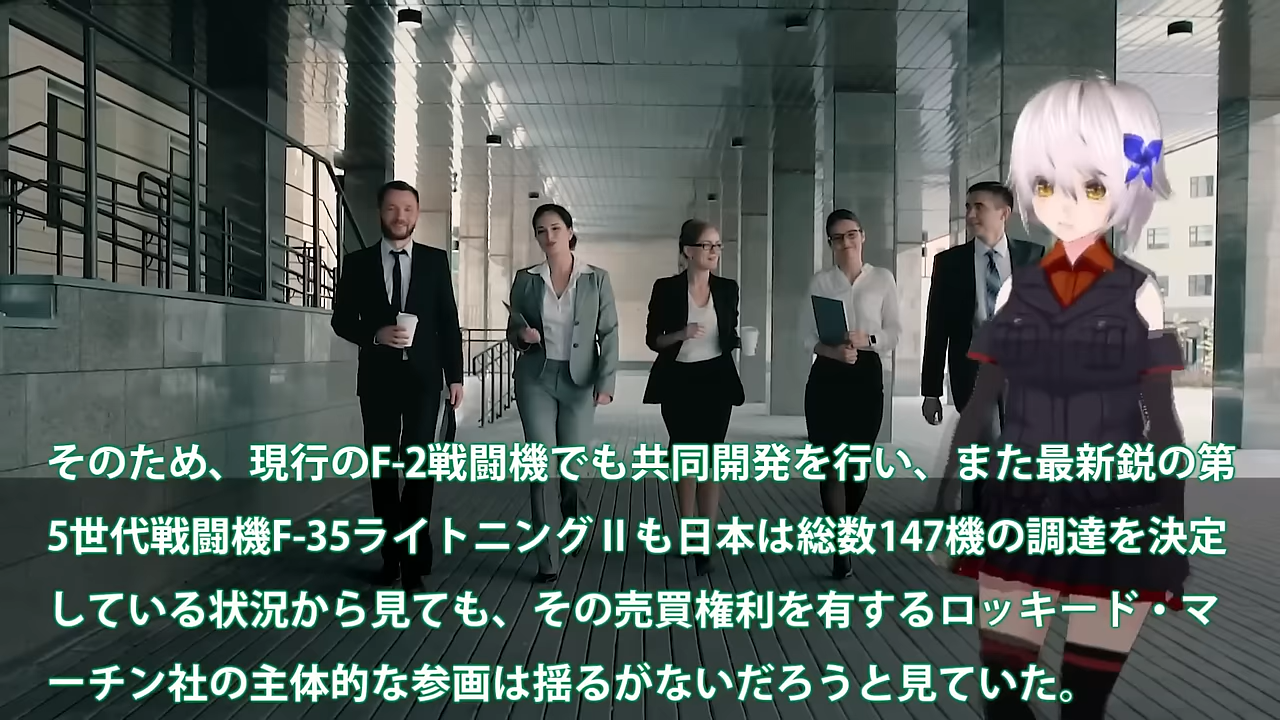 そのため、現行のF-2戦闘機でも共同開発を行い、また最新鋭の第
5世代戦闘機F-35ライトニングⅡも日本は総数147機の調達を決定
している状況から見ても、その売買権利を有するロッキード・マ
ーチン社の主体的な参画は揺るがないだろうと見ていた。